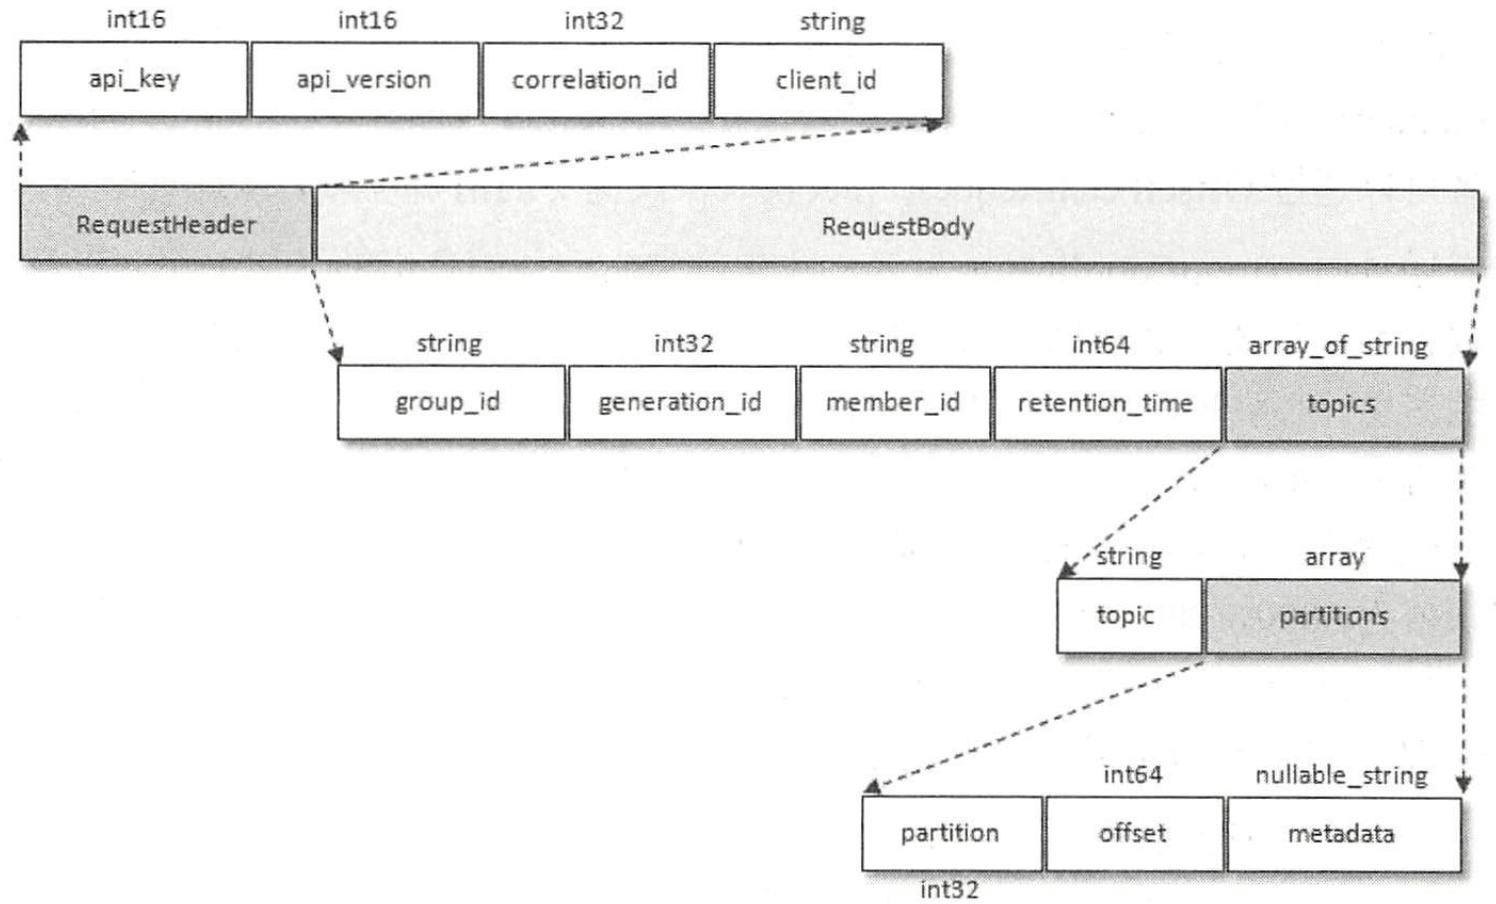 int16 int16 int32 string
api_key api_version correlation_id client_id
RequestHeader RequestBody
string int32 string int64 array_of_string
group_id generation_id member_id retention_time topics
string array
topic partitions
int64 nullable_string
partition offset metadata
int32